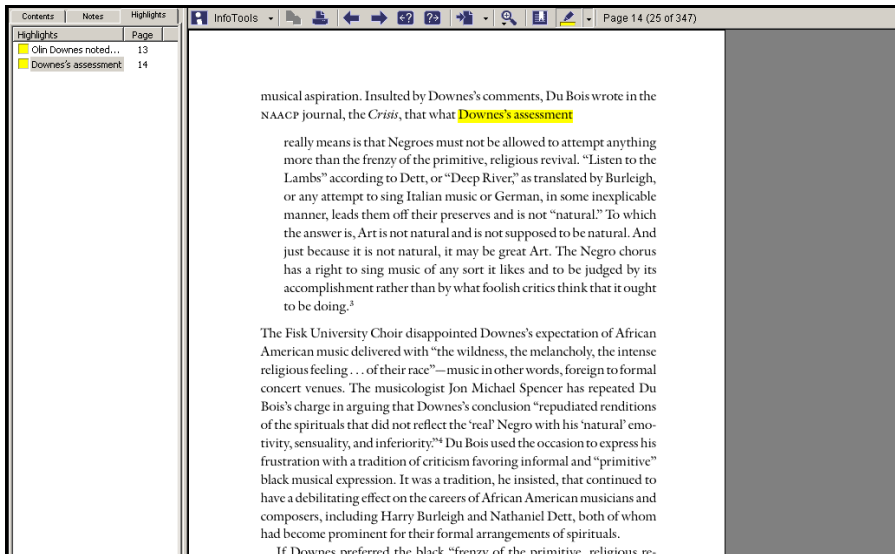 Contents Notes Highlights
InfoTools Page 14 (25 of 347)
Highlights Page
Olin Downes noted... 13
Downes's assessment 14
musical aspiration. Insulted by Downes’s comments, Du Bois wrote in the
NAACP journal, the Crisis, that what Downes’s assessment
really means is that Negroes must not be allowed to attempt anything
more than the frenzy of the primitive, religious revival. “Listen to the
Lambs” according to Dett, or “Deep River,” as translated by Burleigh,
or any attempt to sing Italian music or German, in some inexplicable
manner, leads them off their preserves and is not “natural.” To which
the answer is, Art is not natural and is not supposed to be natural. And
just because it is not natural, it may be great Art. The Negro chorus
has a right to sing music of any sort it likes and to be judged by its
accomplishment rather than by what foolish critics think that it ought
to be doing.³
The Fisk University Choir disappointed Downes’s expectation of African
American music delivered with “the wildness, the melancholy, the intense
religious feeling . . . of their race”—music in other words, foreign to formal
concert venues. The musicologist Jon Michael Spencer has repeated Du
Bois’s charge in arguing that Downes’s conclusion “repudiated renditions
of the spirituals that did not reflect the ‘real’ Negro with his ‘natural’ emo-
tivity, sensuality, and inferiority.”⁴ Du Bois used the occasion to express his
frustration with a tradition of criticism favoring informal and “primitive”
black musical expression. It was a tradition, he insisted, that continued to
have a debilitating effect on the careers of African American musicians and
composers, including Harry Burleigh and Nathaniel Dett, both of whom
had become prominent for their formal arrangements of spirituals.
If Downes preferred the black “frenzy of the primitive, religious re-